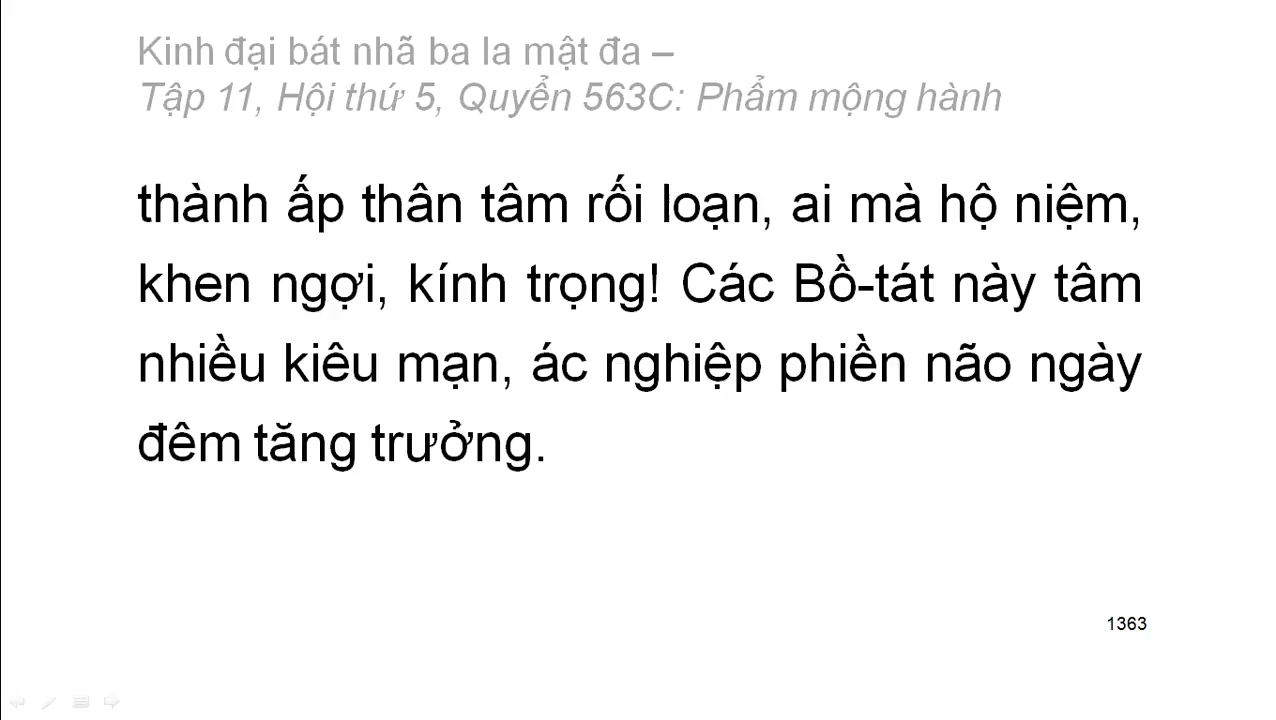 Kinh đại bát nhã ba la mật đa –
Tập 11, Hội thứ 5, Quyển 563C: Phẩm mộng hành
thành ấp thân tâm rối loạn, ai mà hộ niệm,
khen ngợi, kính trọng! Các Bồ-tát này tâm
nhiều kiêu mạn, ác nghiệp phiền não ngày
đêm tăng trưởng.
1363